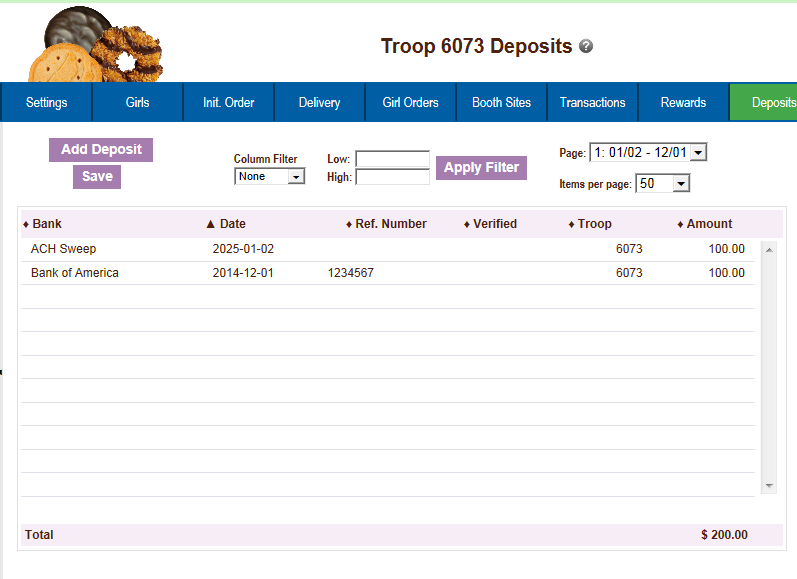 Troop 6073 Deposits ?
Settings Girls Init. Order Delivery Girl Orders Booth Sites Transactions Rewards Deposits
Add Deposit
Save
Column Filter
None
Low:
High:
Apply Filter
Page: 1: 01/02 - 12/01
Items per page: 50
Bank Date Ref. Number Verified Troop Amount
ACH Sweep 2025-01-02 6073 100.00
Bank of America 2014-12-01 1234567 6073 100.00
Total $ 200.00